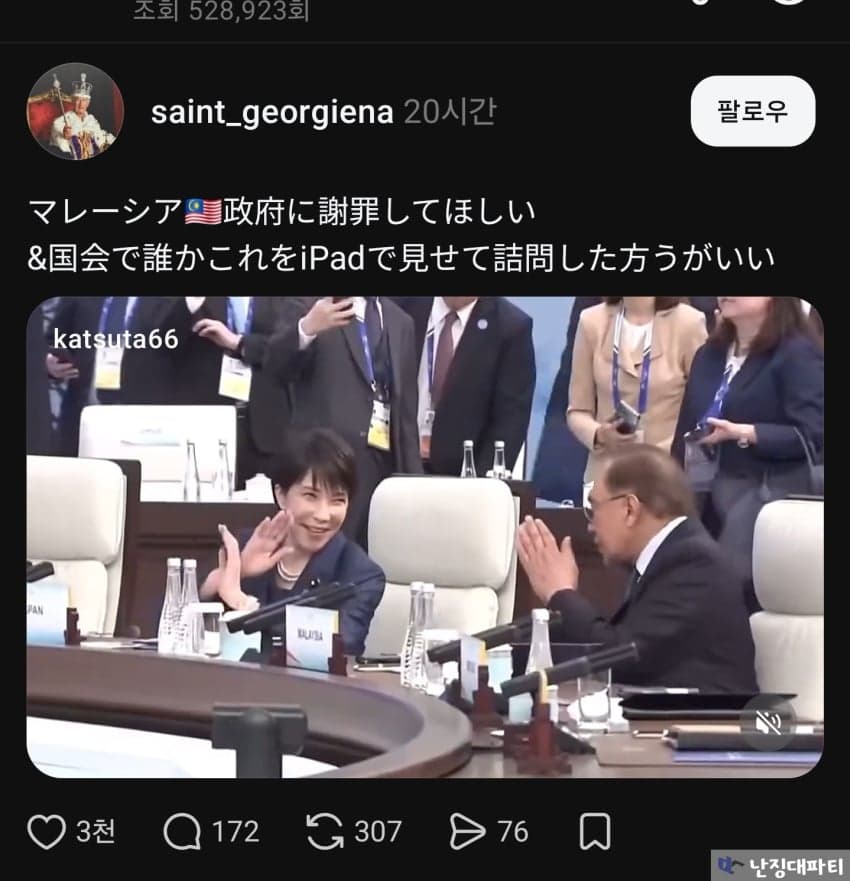 조회 528,923회
saint_georgiena 20시간
팔로우
マレーシア🇲🇾政府に謝罪してほしい
&国会で誰かこれをiPadで見せて詰問した方うがいい
katsuta66
PAN
MALAYSIA
3천 172 307 76
난징대파티